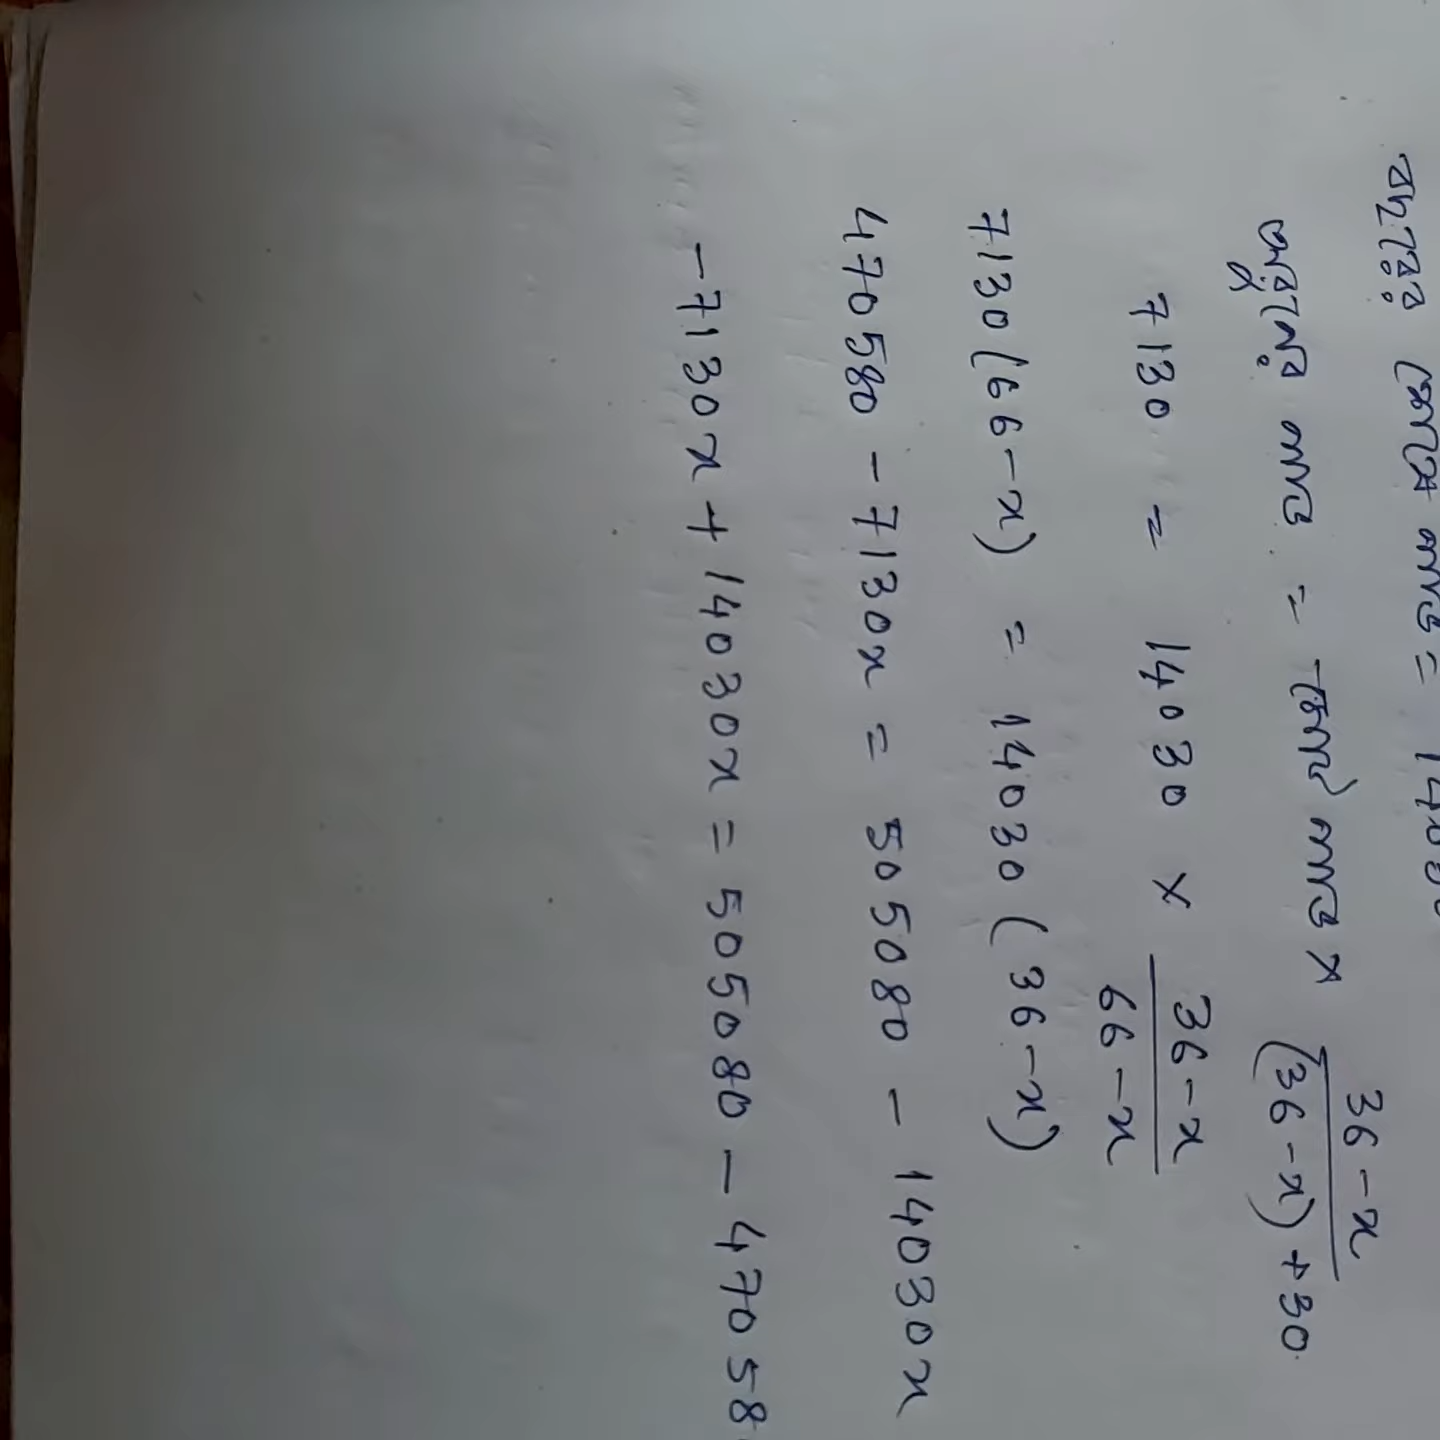 মোট লাভ = 1403
লাভ = মোট লাভ × 36-x / (36-x)+30
7130 = 14030 × 36-x / 66-x
7130(66-x) = 14030(36-x)
470580 - 7130x = 505080 - 14030x
-7130x + 14030x = 505080 - 47058